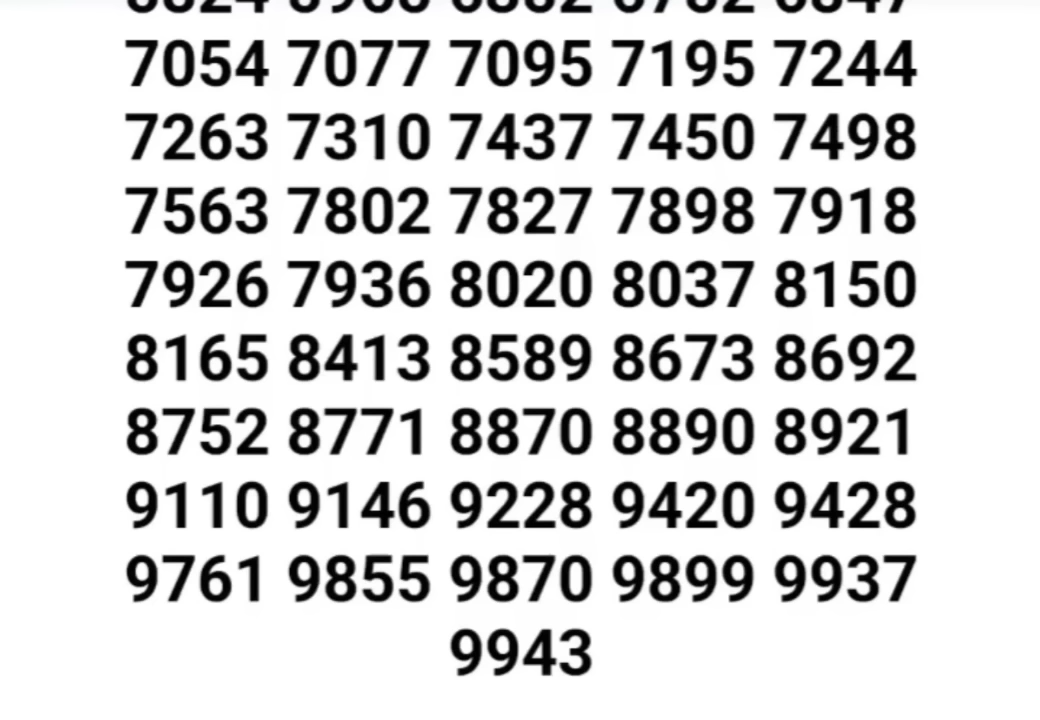 7054 7077 7095 7195 7244
7263 7310 7437 7450 7498
7563 7802 7827 7898 7918
7926 7936 8020 8037 8150
8165 8413 8589 8673 8692
8752 8771 8870 8890 8921
9110 9146 9228 9420 9428
9761 9855 9870 9899 9937
9943